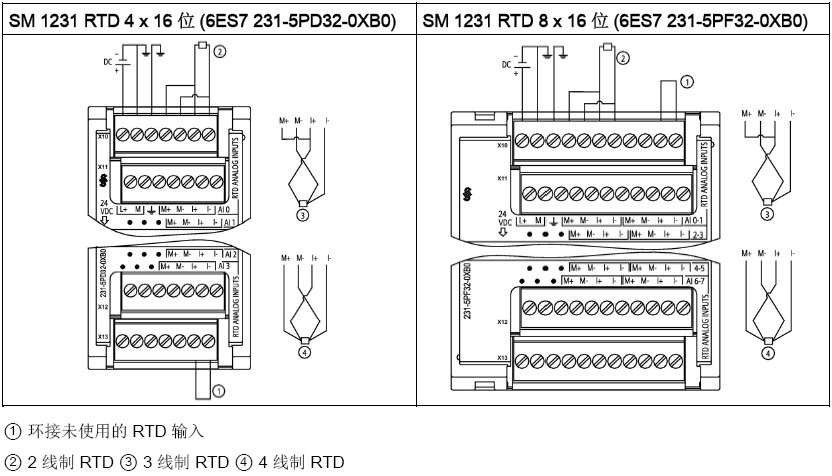 SM 1231 RTD 4 x 16 位 (6ES7 231-5PD32-0XB0)
SM 1231 RTD 8 x 16 位 (6ES7 231-5PF32-0XB0)
②
DC
−
+
X10
X11
RTD ANALOG INPUTS
24
VDC
L+ M M+ M- I+ I- AI 0
M+ M- I+ I- AI 1
M+ M- I+ I- AI 2
M+ M- I+ I- AI 3
231-5PD32-0XB0
RTD ANALOG INPUTS
X12
X13
①
M+ M- I+ I-
③
M+ M- I+ I-
④
②
①
DC
−
+
X10
X11
RTD ANALOG INPUTS
24
VDC
L+ M M+ M- I+ I- M+ M- I+ I- AI 0-1
M+ M- I+ I- M+ M- I+ I- 2-3
M+ M- I+ I- M+ M- I+ I- 4-5
M+ M- I+ I- M+ M- I+ I- AI 6-7
231-5PF32-0XB0
RTD ANALOG INPUTS
X12
X13
M+ M- I+ I-
③
M+ M- I+ I-
④
① 环接未使用的 RTD 输入
② 2 线制 RTD ③ 3 线制 RTD ④ 4 线制 RTD